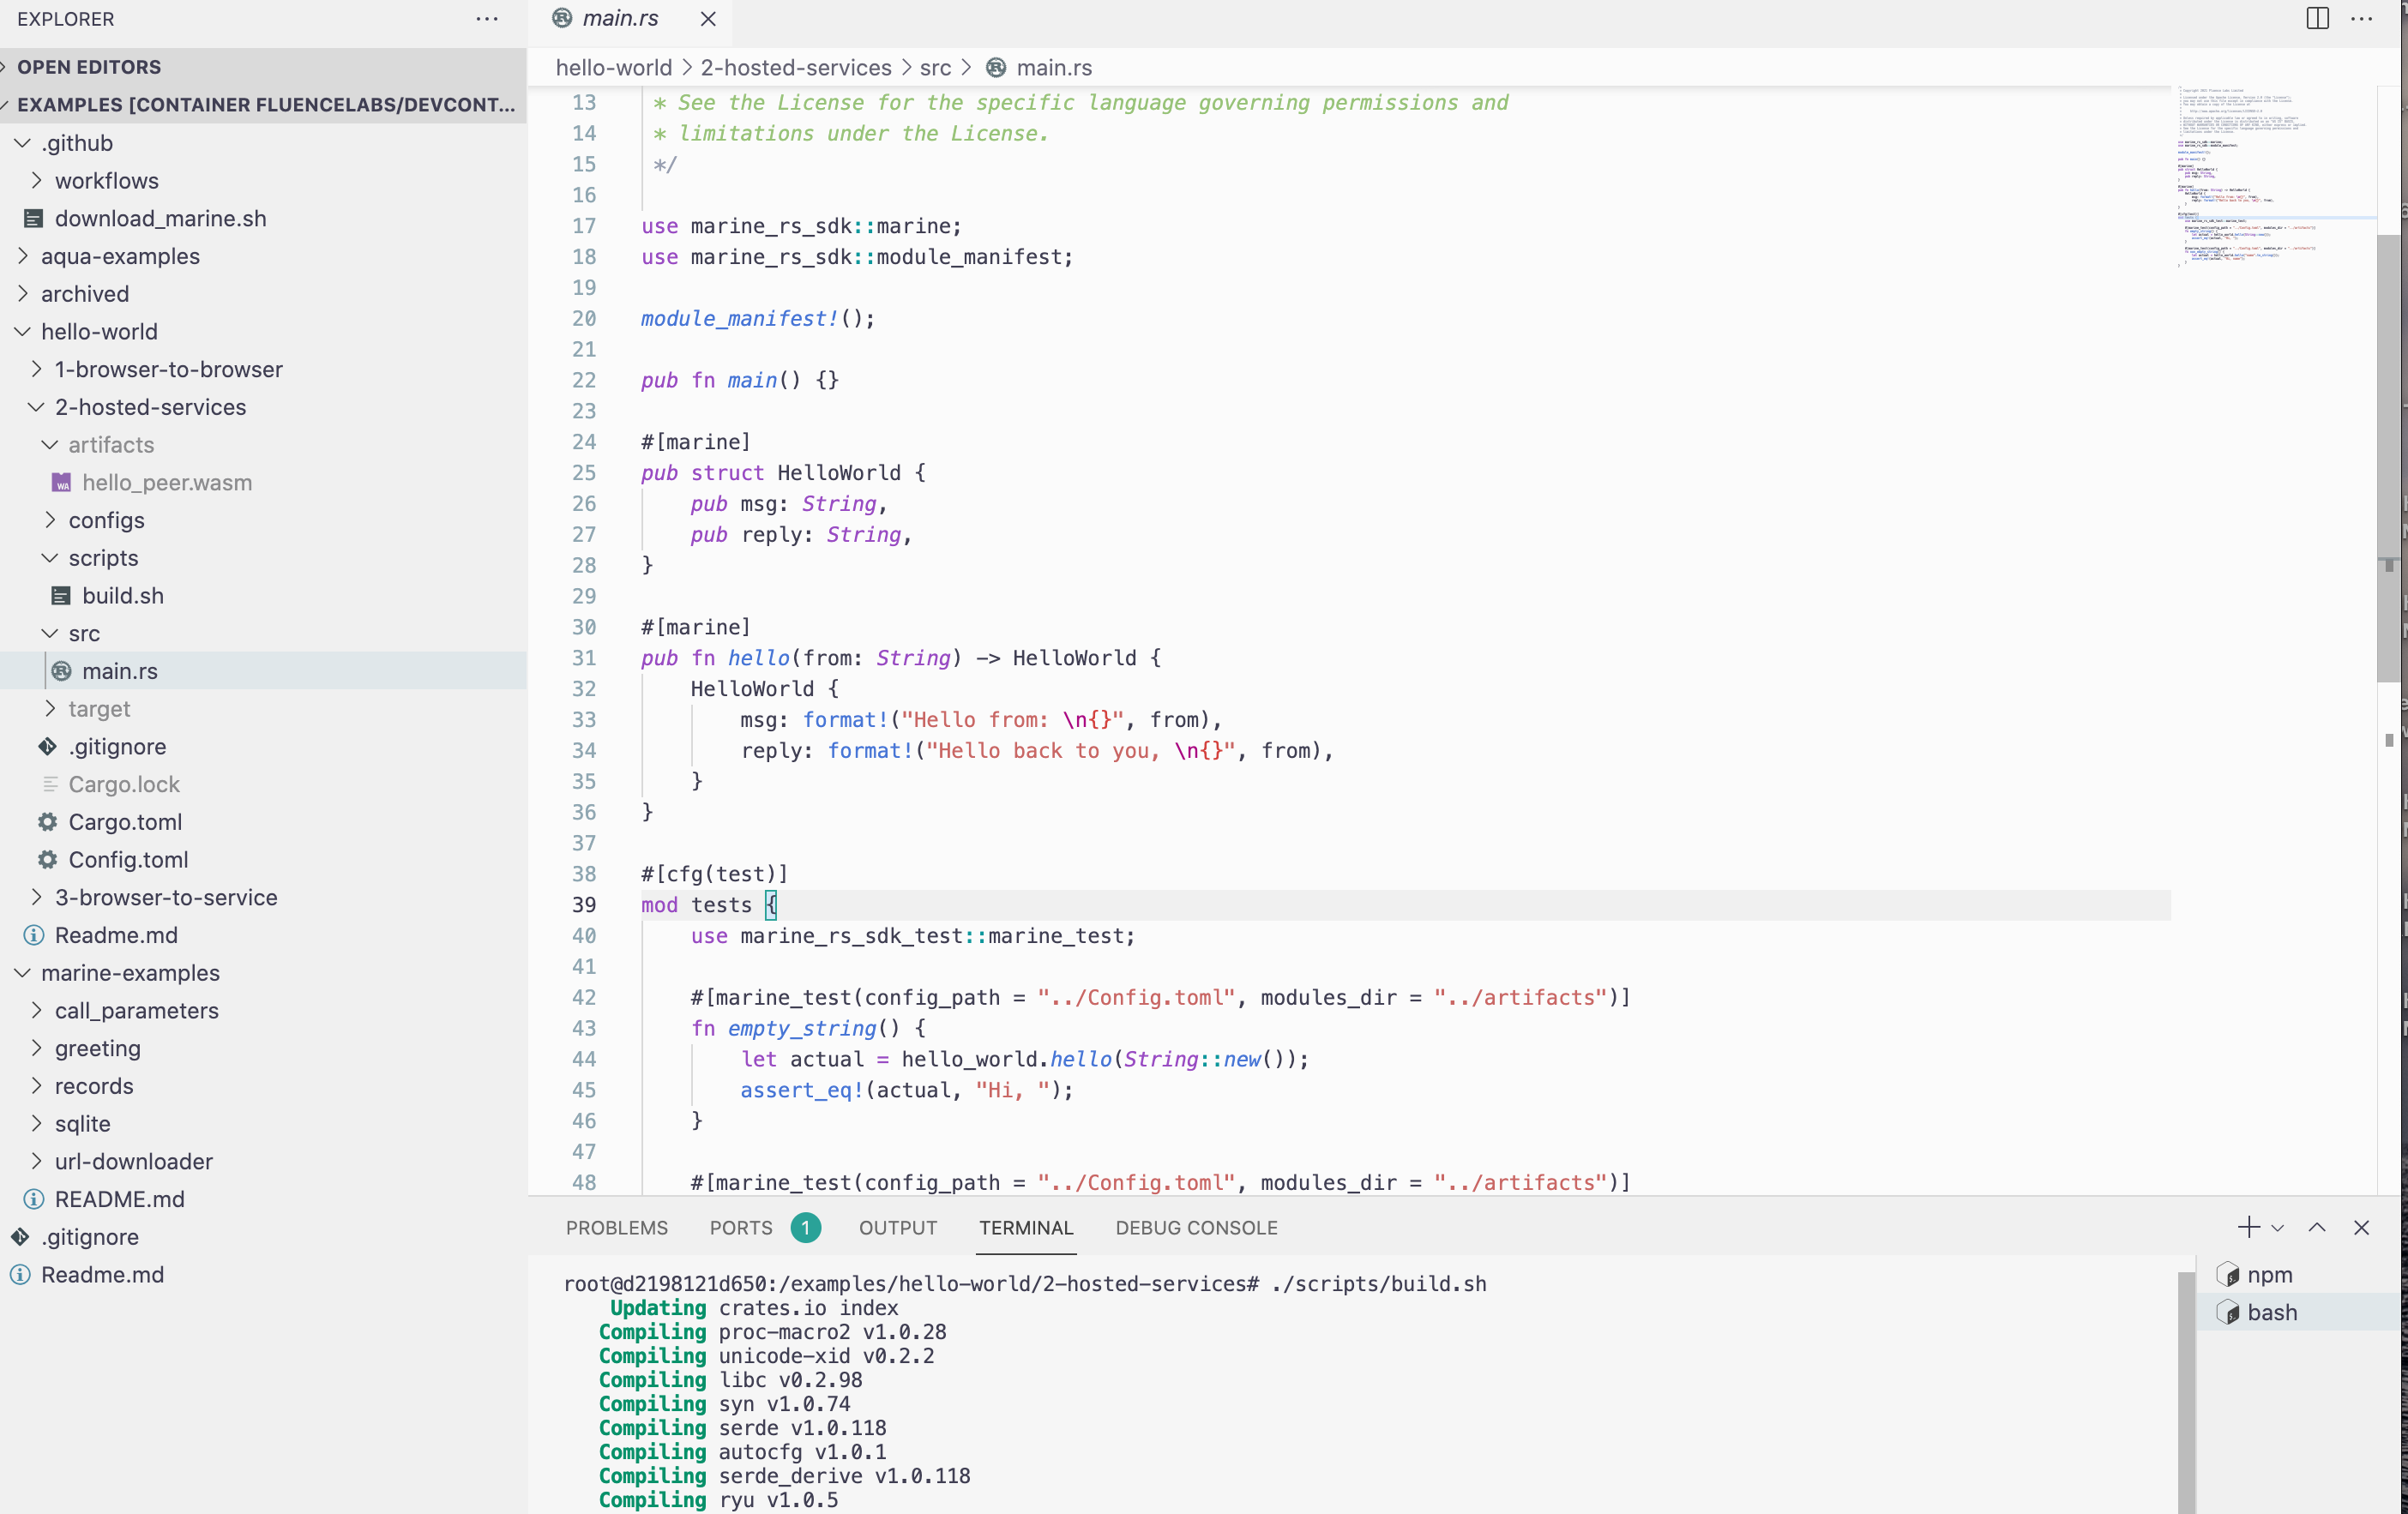 EXPLORER
OPEN EDITORS
EXAMPLES [CONTAINER FLUENCELABS/DEVCONT...
.github
workflows
download_marine.sh
aqua-examples
archived
hello-world
1-browser-to-browser
2-hosted-services
artifacts
hello_peer.wasm
configs
scripts
build.sh
src
main.rs
target
.gitignore
Cargo.lock
Cargo.toml
Config.toml
3-browser-to-service
Readme.md
marine-examples
call_parameters
greeting
records
sqlite
url-downloader
README.md
.gitignore
Readme.md
main.rs
hello-world > 2-hosted-services > src > main.rs
13 * See the License for the specific language governing permissions and
14 * limitations under the License.
15 */
16
17 use marine_rs_sdk::marine;
18 use marine_rs_sdk::module_manifest;
19
20 module_manifest!();
21
22 pub fn main() {}
23
24 #[marine]
25 pub struct HelloWorld {
26 pub msg: String,
27 pub reply: String,
28 }
29
30 #[marine]
31 pub fn hello(from: String) -> HelloWorld {
32 HelloWorld {
33 msg: format!("Hello from: \n{}", from),
34 reply: format!("Hello back to you, \n{}", from),
35 }
36 }
37
38 #[cfg(test)]
39 mod tests {
40 use marine_rs_sdk_test::marine_test;
41
42 #[marine_test(config_path = "../Config.toml", modules_dir = "../artifacts")]
43 fn empty_string() {
44 let actual = hello_world.hello(String::new());
45 assert_eq!(actual, "Hi, ");
46 }
47
48 #[marine_test(config_path = "../Config.toml", modules_dir = "../artifacts")]
PROBLEMS PORTS 1 OUTPUT TERMINAL DEBUG CONSOLE
root@d2198121d650:/examples/hello-world/2-hosted-services# ./scripts/build.sh
Updating crates.io index
Compiling proc-macro2 v1.0.28
Compiling unicode-xid v0.2.2
Compiling libc v0.2.98
Compiling syn v1.0.74
Compiling serde v1.0.118
Compiling autocfg v1.0.1
Compiling serde_derive v1.0.118
Compiling ryu v1.0.5
npm
bash